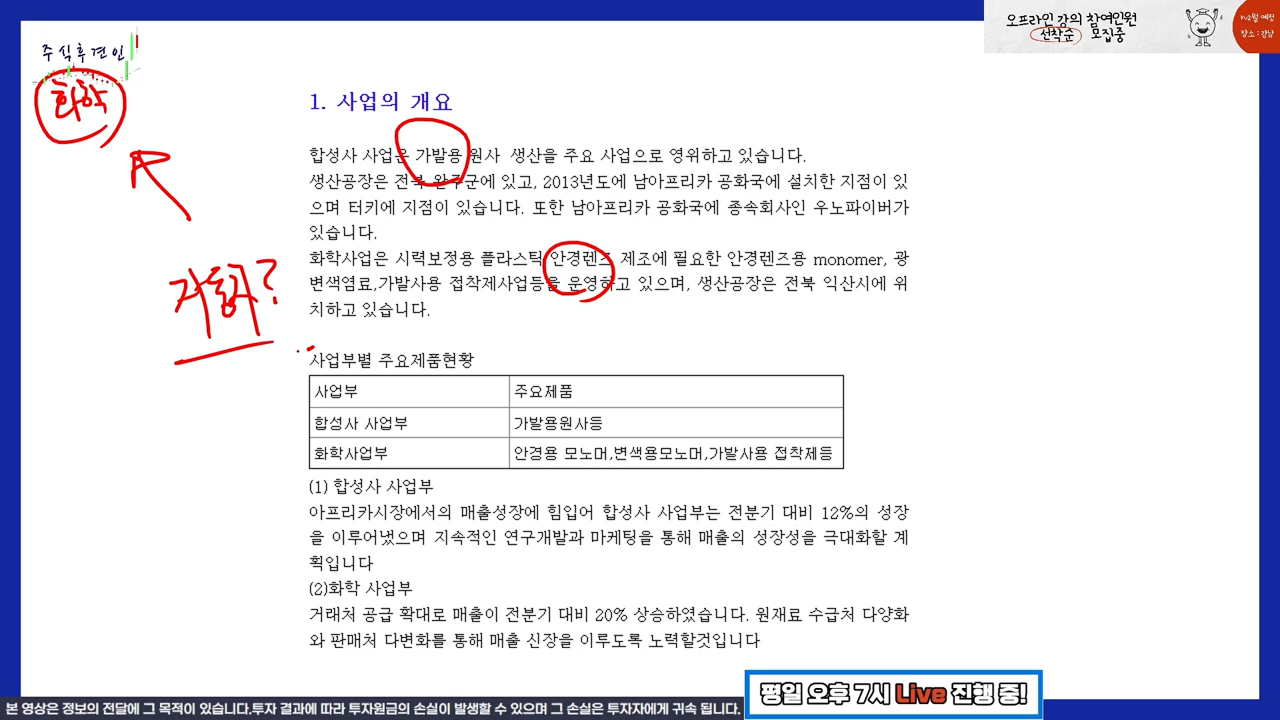 오프라인 강의 참여인원
선착순 모집중
12월 예정
장소 : 강남
주식후견인
화학
1. 사업의 개요
합성사 사업은 가발용 원사 생산을 주요 사업으로 영위하고 있습니다.
생산공장은 전북 완주군에 있고, 2013년도에 남아프리카 공화국에 설치한 지점이 있
으며 터키에 지점이 있습니다. 또한 남아프리카 공화국에 종속회사인 우노파이버가
있습니다.
화학사업은 시력보정용 플라스틱 안경렌즈 제조에 필요한 안경렌즈용 monomer, 광
변색염료,가발사용 접착제사업등을 운영하고 있으며, 생산공장은 전북 익산시에 위
치하고 있습니다.
사업부별 주요제품현황
사업부 주요제품
합성사 사업부 가발용원사등
화학사업부 안경용 모노머,변색용모노머,가발사용 접착제등
(1) 합성사 사업부
아프리카시장에서의 매출성장에 힘입어 합성사 사업부는 전분기 대비 12%의 성장
을 이루어냈으며 지속적인 연구개발과 마케팅을 통해 매출의 성장성을 극대화할 계
획입니다
(2)화학 사업부
거래처 공급 확대로 매출이 전분기 대비 20% 상승하였습니다. 원재료 수급처 다양화
와 판매처 다변화를 통해 매출 신장을 이루도록 노력할것입니다
평일 오후 7시 Live 진행 중!
본 영상은 정보의 전달에 그 목적이 있습니다.투자 결과에 따라 투자원금의 손실이 발생할 수 있으며 그 손실은 투자자에게 귀속 됩니다.